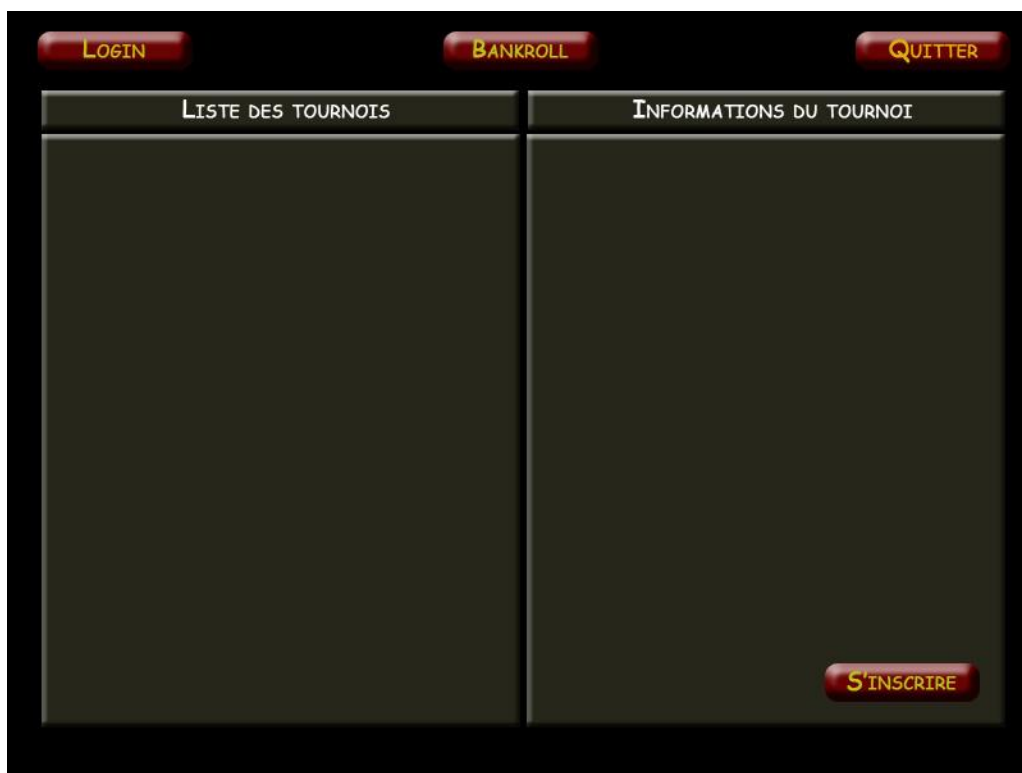 Login
Bankroll
Quitter
Liste des tournois
Informations du tournoi
S'inscrire